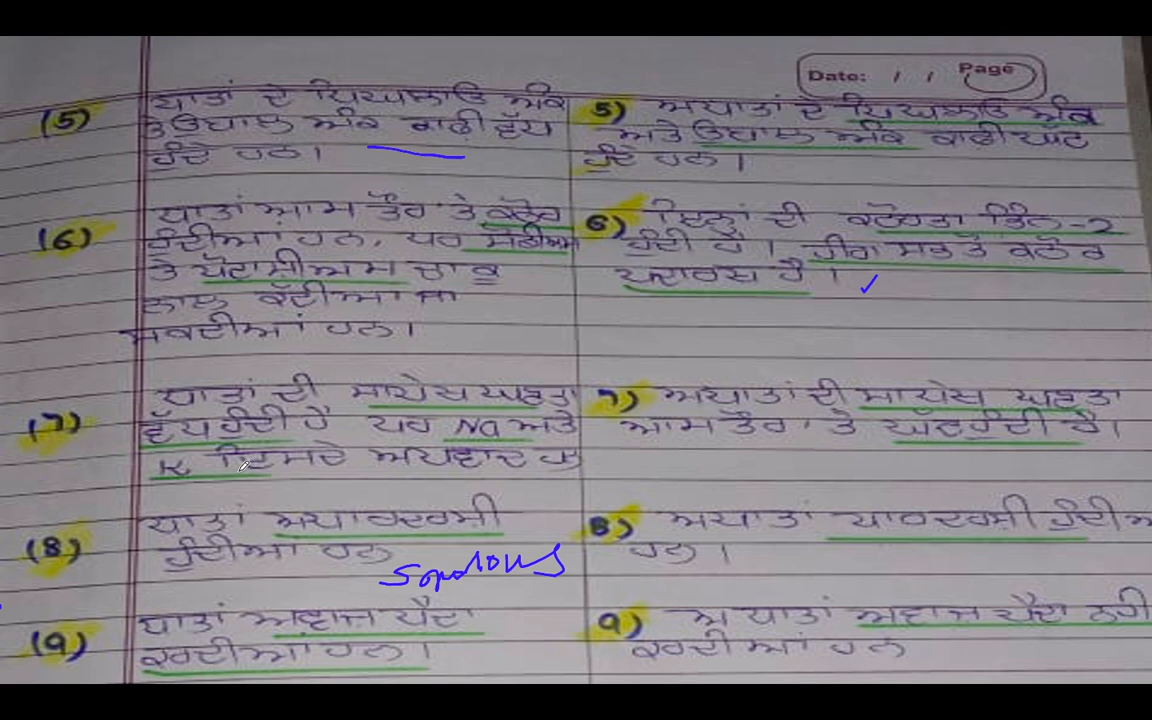 Date: / / Page
(5) ਧਾਤਾਂ ਦੇ ਪਿਘਲਾਓ ਅੰਕ
ਤੇ ਉਬਾਲ ਅੰਕ ਕਾਫ਼ੀ ਵੱਧ
ਹੁੰਦੇ ਹਨ।
5) ਅਧਾਤਾਂ ਦੇ ਪਿਘਲਾਓ ਅੰਕ
ਅਤੇ ਉਬਾਲ ਅੰਕ ਕਾਫੀ ਘੱਟ
ਹੁੰਦੇ ਹਨ।
(6) ਧਾਤਾਂ ਆਮ ਤੌਰ 'ਤੇ ਕਠੋਰ
ਹੁੰਦੀਆਂ ਹਨ, ਪਰ ਸੋਡੀਅਮ
ਤੇ ਪੋਟਾਸ਼ੀਅਮ ਚਾਕੂ
ਨਾਲ ਕੱਟੀਆਂ ਜਾ
ਸਕਦੀਆਂ ਹਨ।
6) ਇਨ੍ਹਾਂ ਦੀ ਕਠੋਰਤਾ ਭਿੰਨ-2
ਹੁੰਦੀ ਹੈ। ਹੀਰਾ ਸਭ ਤੋਂ ਕਠੋਰ
ਪਦਾਰਥ ਹੈ।
(7) ਧਾਤਾਂ ਦੀ ਸਾਪੇਖ ਘਣਤਾ
ਵੱਧ ਹੁੰਦੀ ਹੈ ਪਰ Na ਅਤੇ
K ਇਸਦੇ ਅਪਵਾਦ ਹਨ
7) ਅਧਾਤਾਂ ਦੀ ਸਾਪੇਖ ਘਣਤਾ
ਆਮ ਤੌਰ 'ਤੇ ਘੱਟ ਹੁੰਦੀ ਹੈ।
(8) ਧਾਤਾਂ ਅਪਾਰਦਰਸ਼ੀ
ਹੁੰਦੀਆਂ ਹਨ
8) ਅਧਾਤਾਂ ਪਾਰਦਰਸ਼ੀ ਹੁੰਦੀਆਂ
ਹਨ।
(9) ਧਾਤਾਂ ਅਵਾਜ਼ ਪੈਦਾ
ਕਰਦੀਆਂ ਹਨ।
9) ਅਧਾਤਾਂ ਅਵਾਜ਼ ਪੈਦਾ ਨਹੀਂ
ਕਰਦੀਆਂ ਹਨ